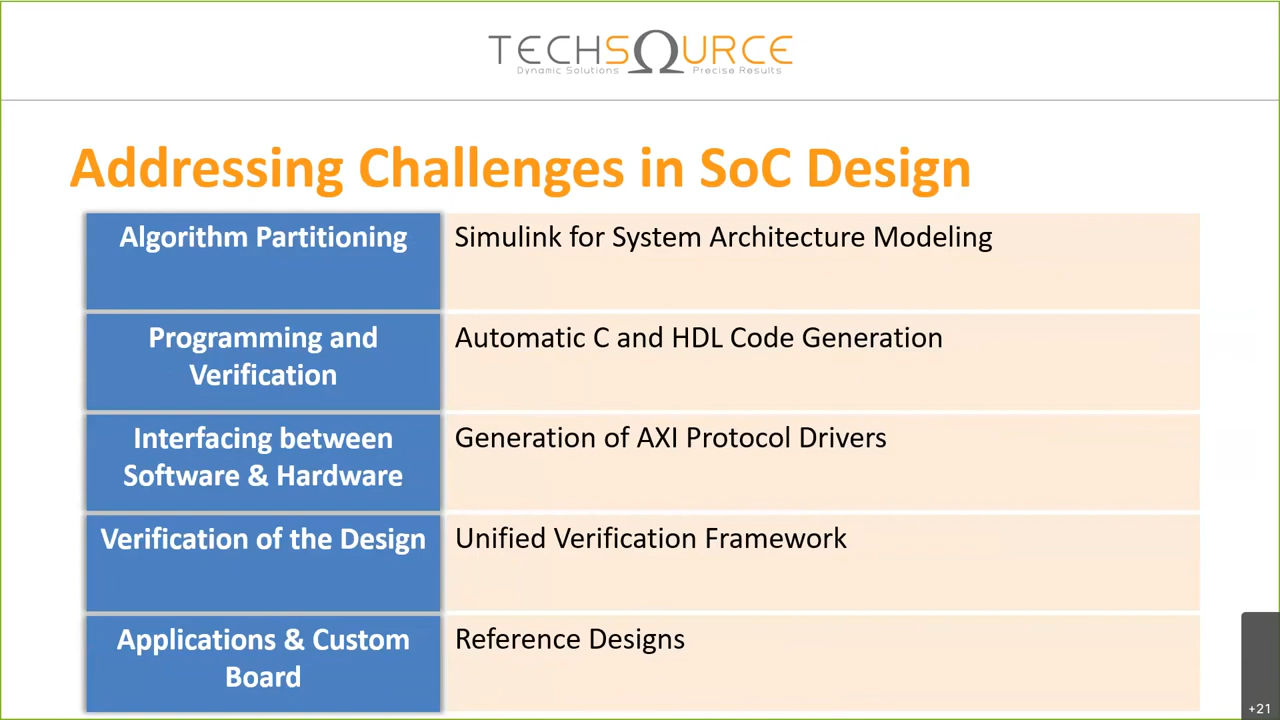 TECHSΩURCE
Dynamic Solutions Precise Results
Addressing Challenges in SoC Design
Algorithm Partitioning
Simulink for System Architecture Modeling
Programming and
Verification
Automatic C and HDL Code Generation
Interfacing between
Software & Hardware
Generation of AXI Protocol Drivers
Verification of the Design
Unified Verification Framework
Applications & Custom
Board
Reference Designs
+21